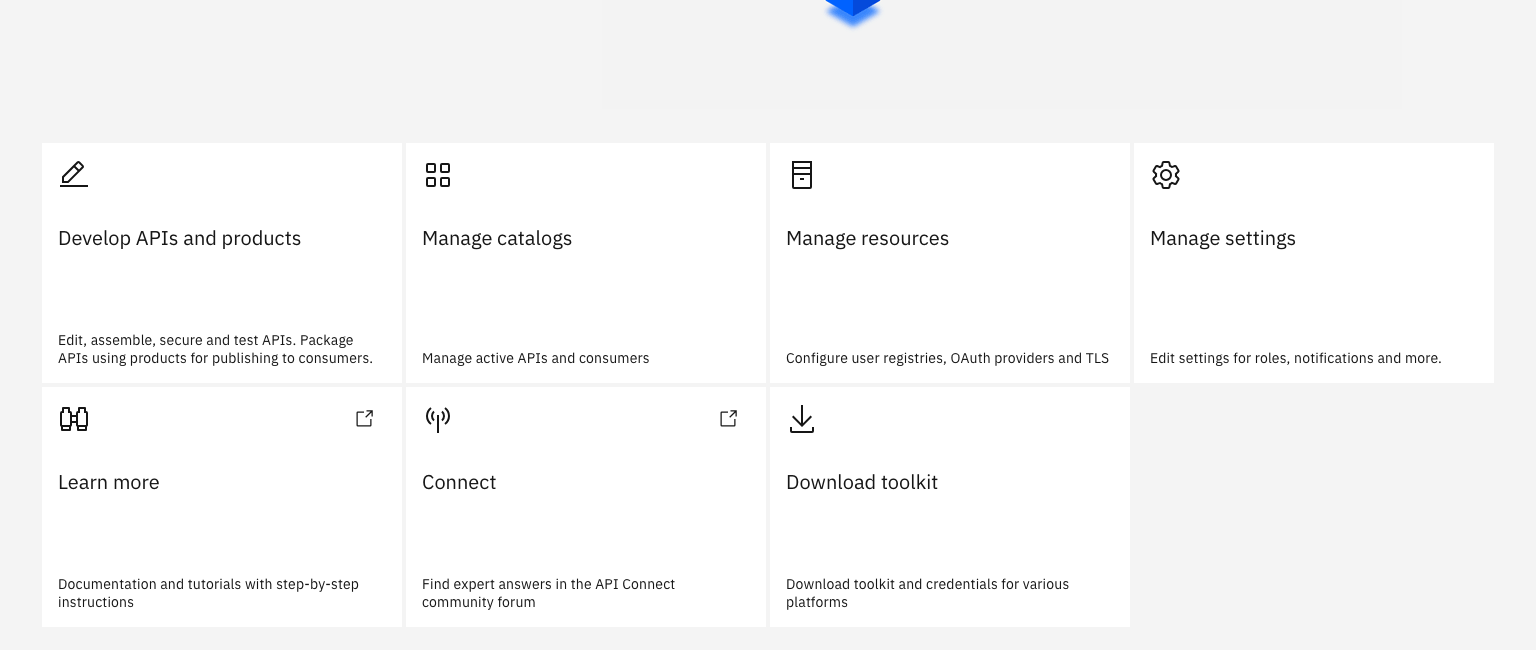 Develop APIs and products
Edit, assemble, secure and test APIs. Package
APIs using products for publishing to consumers.
Manage catalogs
Manage active APIs and consumers
Manage resources
Configure user registries, OAuth providers and TLS
Manage settings
Edit settings for roles, notifications and more.
Learn more
Documentation and tutorials with step-by-step
instructions
Connect
Find expert answers in the API Connect
community forum
Download toolkit
Download toolkit and credentials for various
platforms